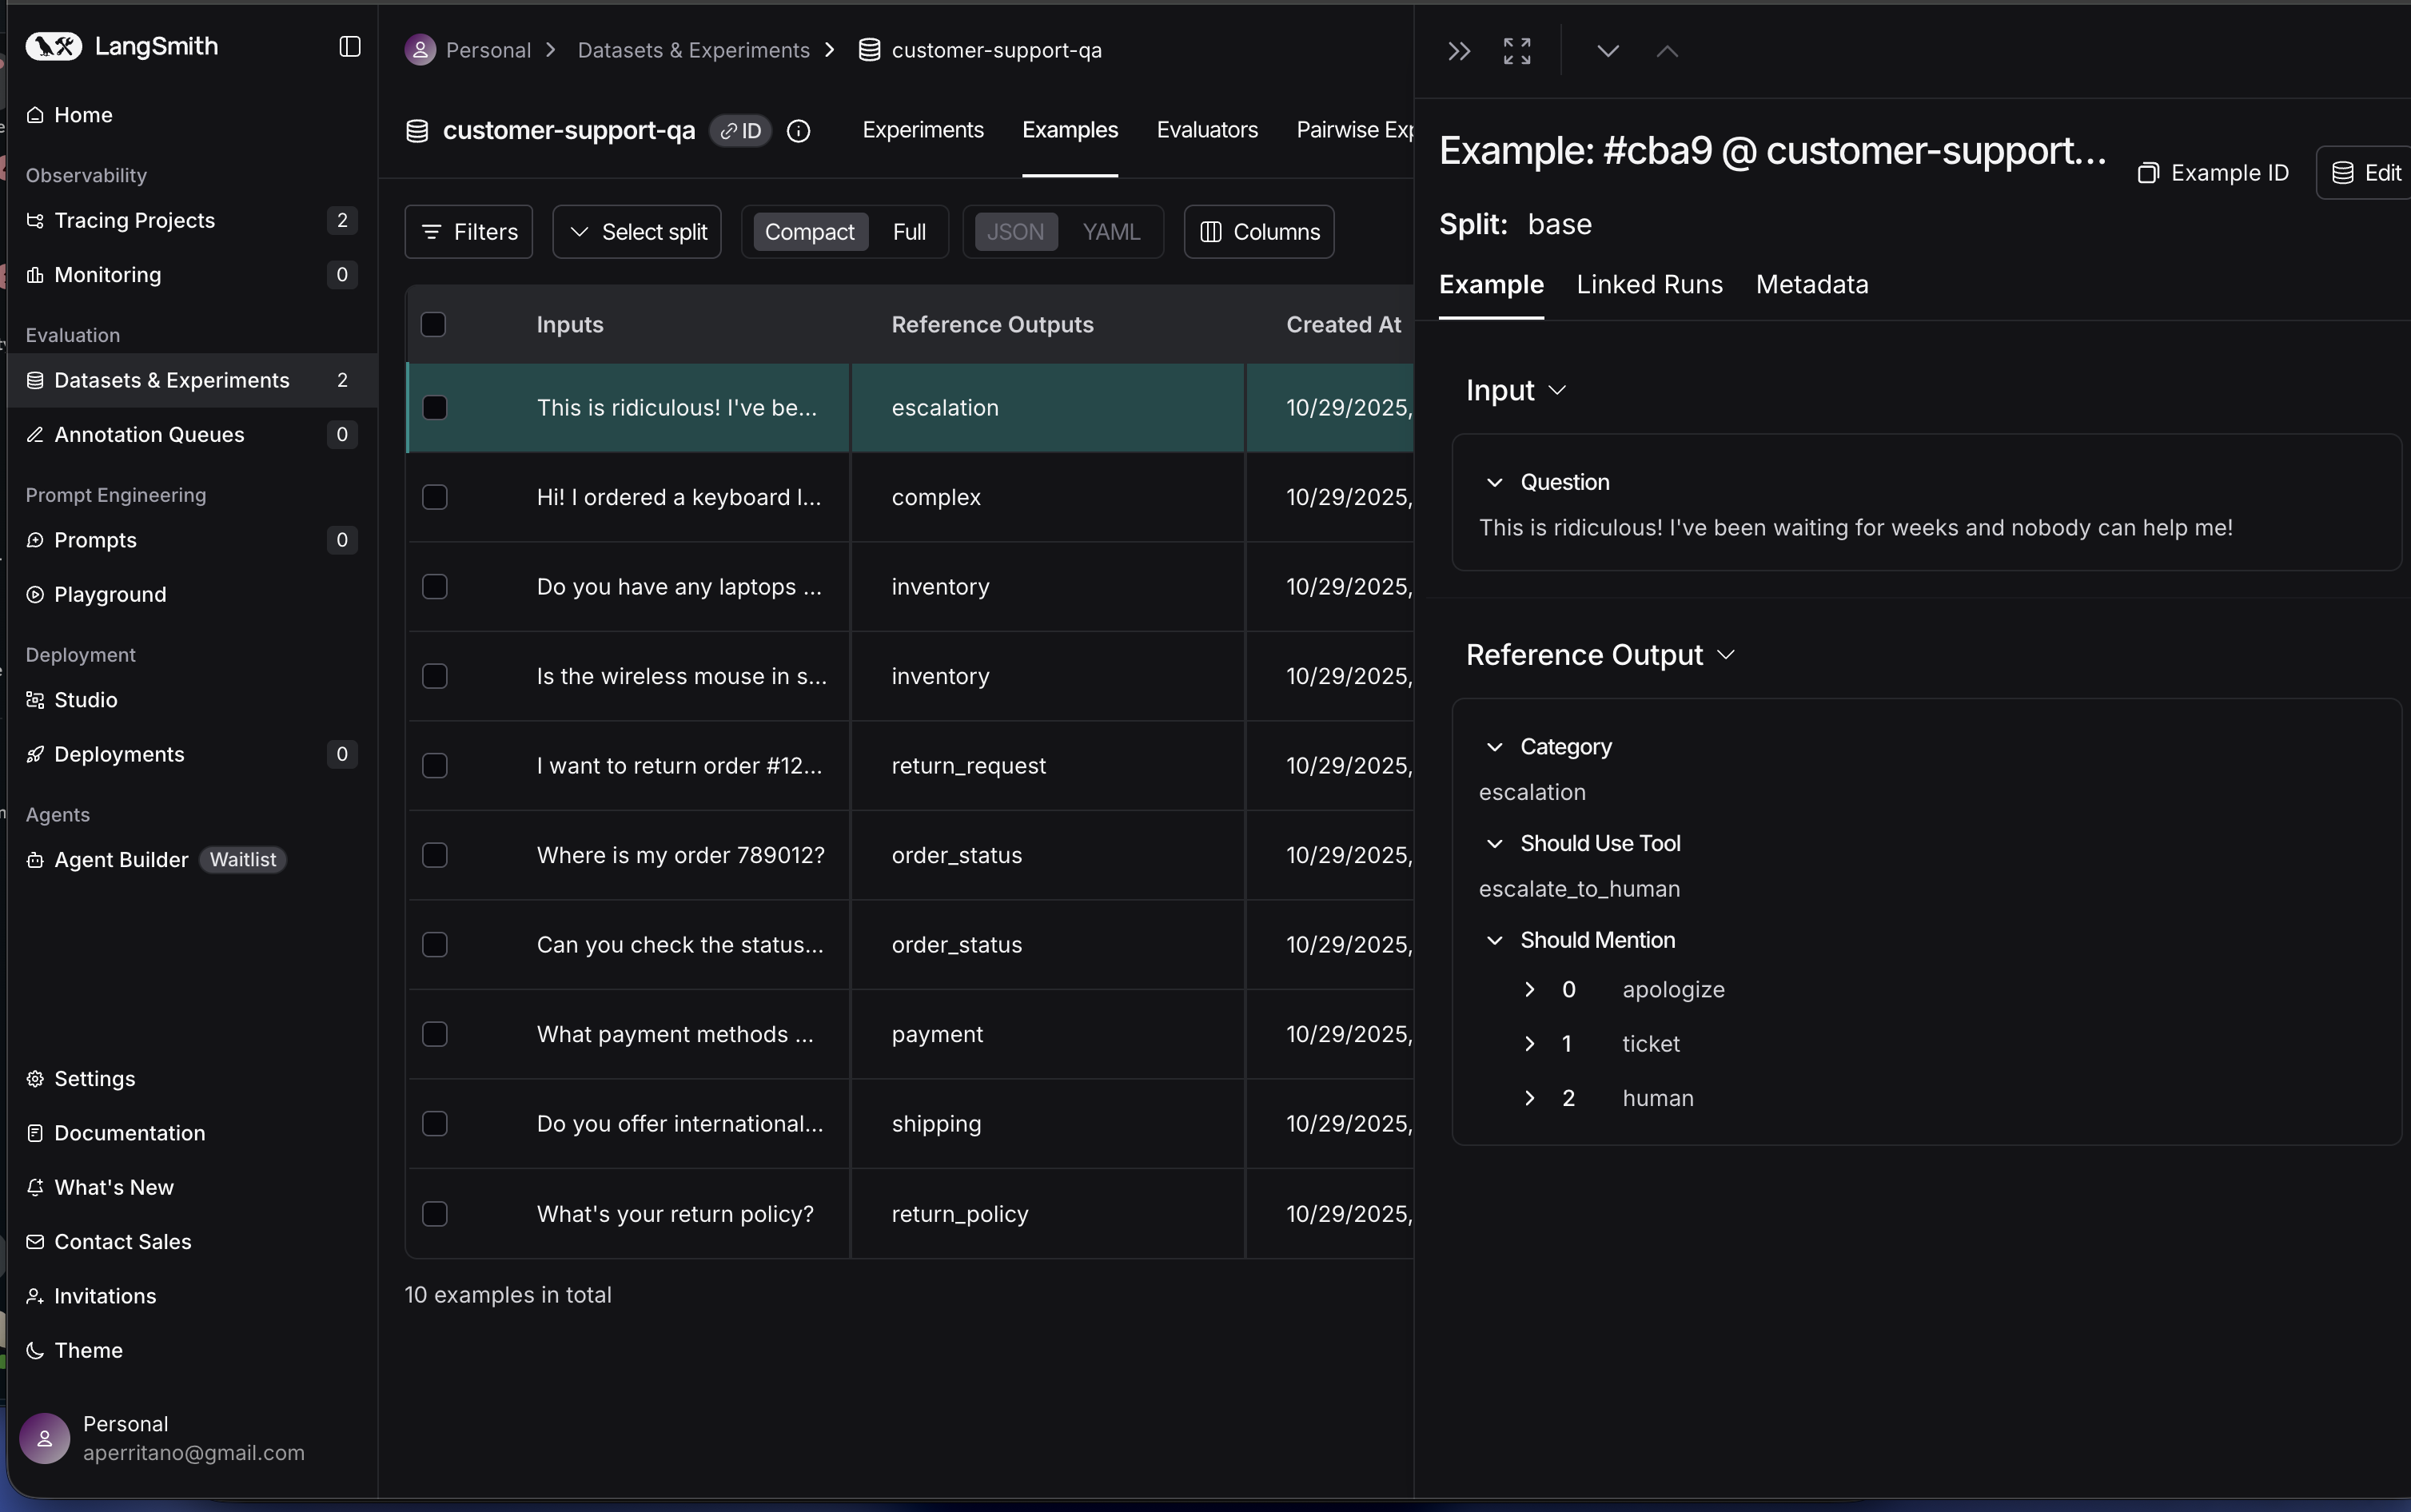 LangSmith
Home
Observability
Tracing Projects 2
Monitoring 0
Evaluation
Datasets & Experiments 2
Annotation Queues 0
Prompt Engineering
Prompts 0
Playground
Deployment
Studio
Deployments 0
Agents
Agent Builder Waitlist
Settings
Documentation
What's New
Contact Sales
Invitations
Theme
Personal
aperritano@gmail.com
Personal > Datasets & Experiments > customer-support-qa
customer-support-qa ID Experiments Examples Evaluators Pairwise Exp
Filters Select split Compact Full JSON YAML Columns
Inputs Reference Outputs Created At
This is ridiculous! I've be... escalation 10/29/2025,
Hi! I ordered a keyboard l... complex 10/29/2025,
Do you have any laptops ... inventory 10/29/2025,
Is the wireless mouse in s... inventory 10/29/2025,
I want to return order #12... return_request 10/29/2025,
Where is my order 789012? order_status 10/29/2025,
Can you check the status... order_status 10/29/2025,
What payment methods ... payment 10/29/2025,
Do you offer international... shipping 10/29/2025,
What's your return policy? return_policy 10/29/2025,
10 examples in total
Example: #cba9 @ customer-support... Example ID Edit
Split: base
Example Linked Runs Metadata
Input
Question
This is ridiculous! I've been waiting for weeks and nobody can help me!
Reference Output
Category
escalation
Should Use Tool
escalate_to_human
Should Mention
0 apologize
1 ticket
2 human